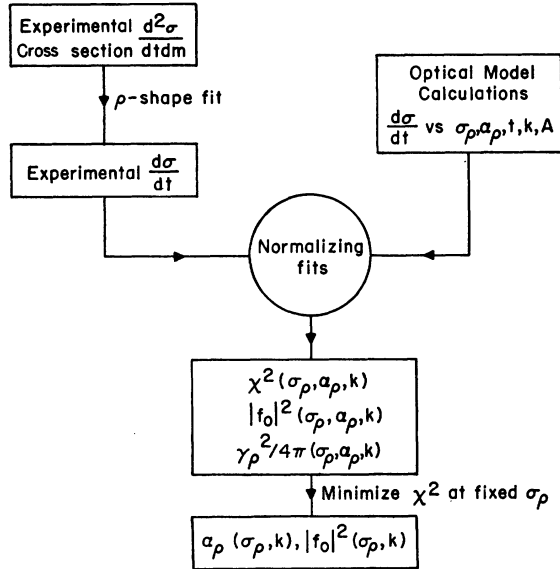 Experimental d²σ
Cross section dtdm
ρ-shape fit
Experimental dσ
dt
Optical Model
Calculations
dσ/dt vs σρ,αρ,t,k,A
Normalizing
fits
χ²(σρ,αρ,k)
|f₀|²(σρ,αρ,k)
γρ²/4π(σρ,αρ,k)
Minimize χ² at fixed σρ
αρ(σρ,k),|f₀|²(σρ,k)